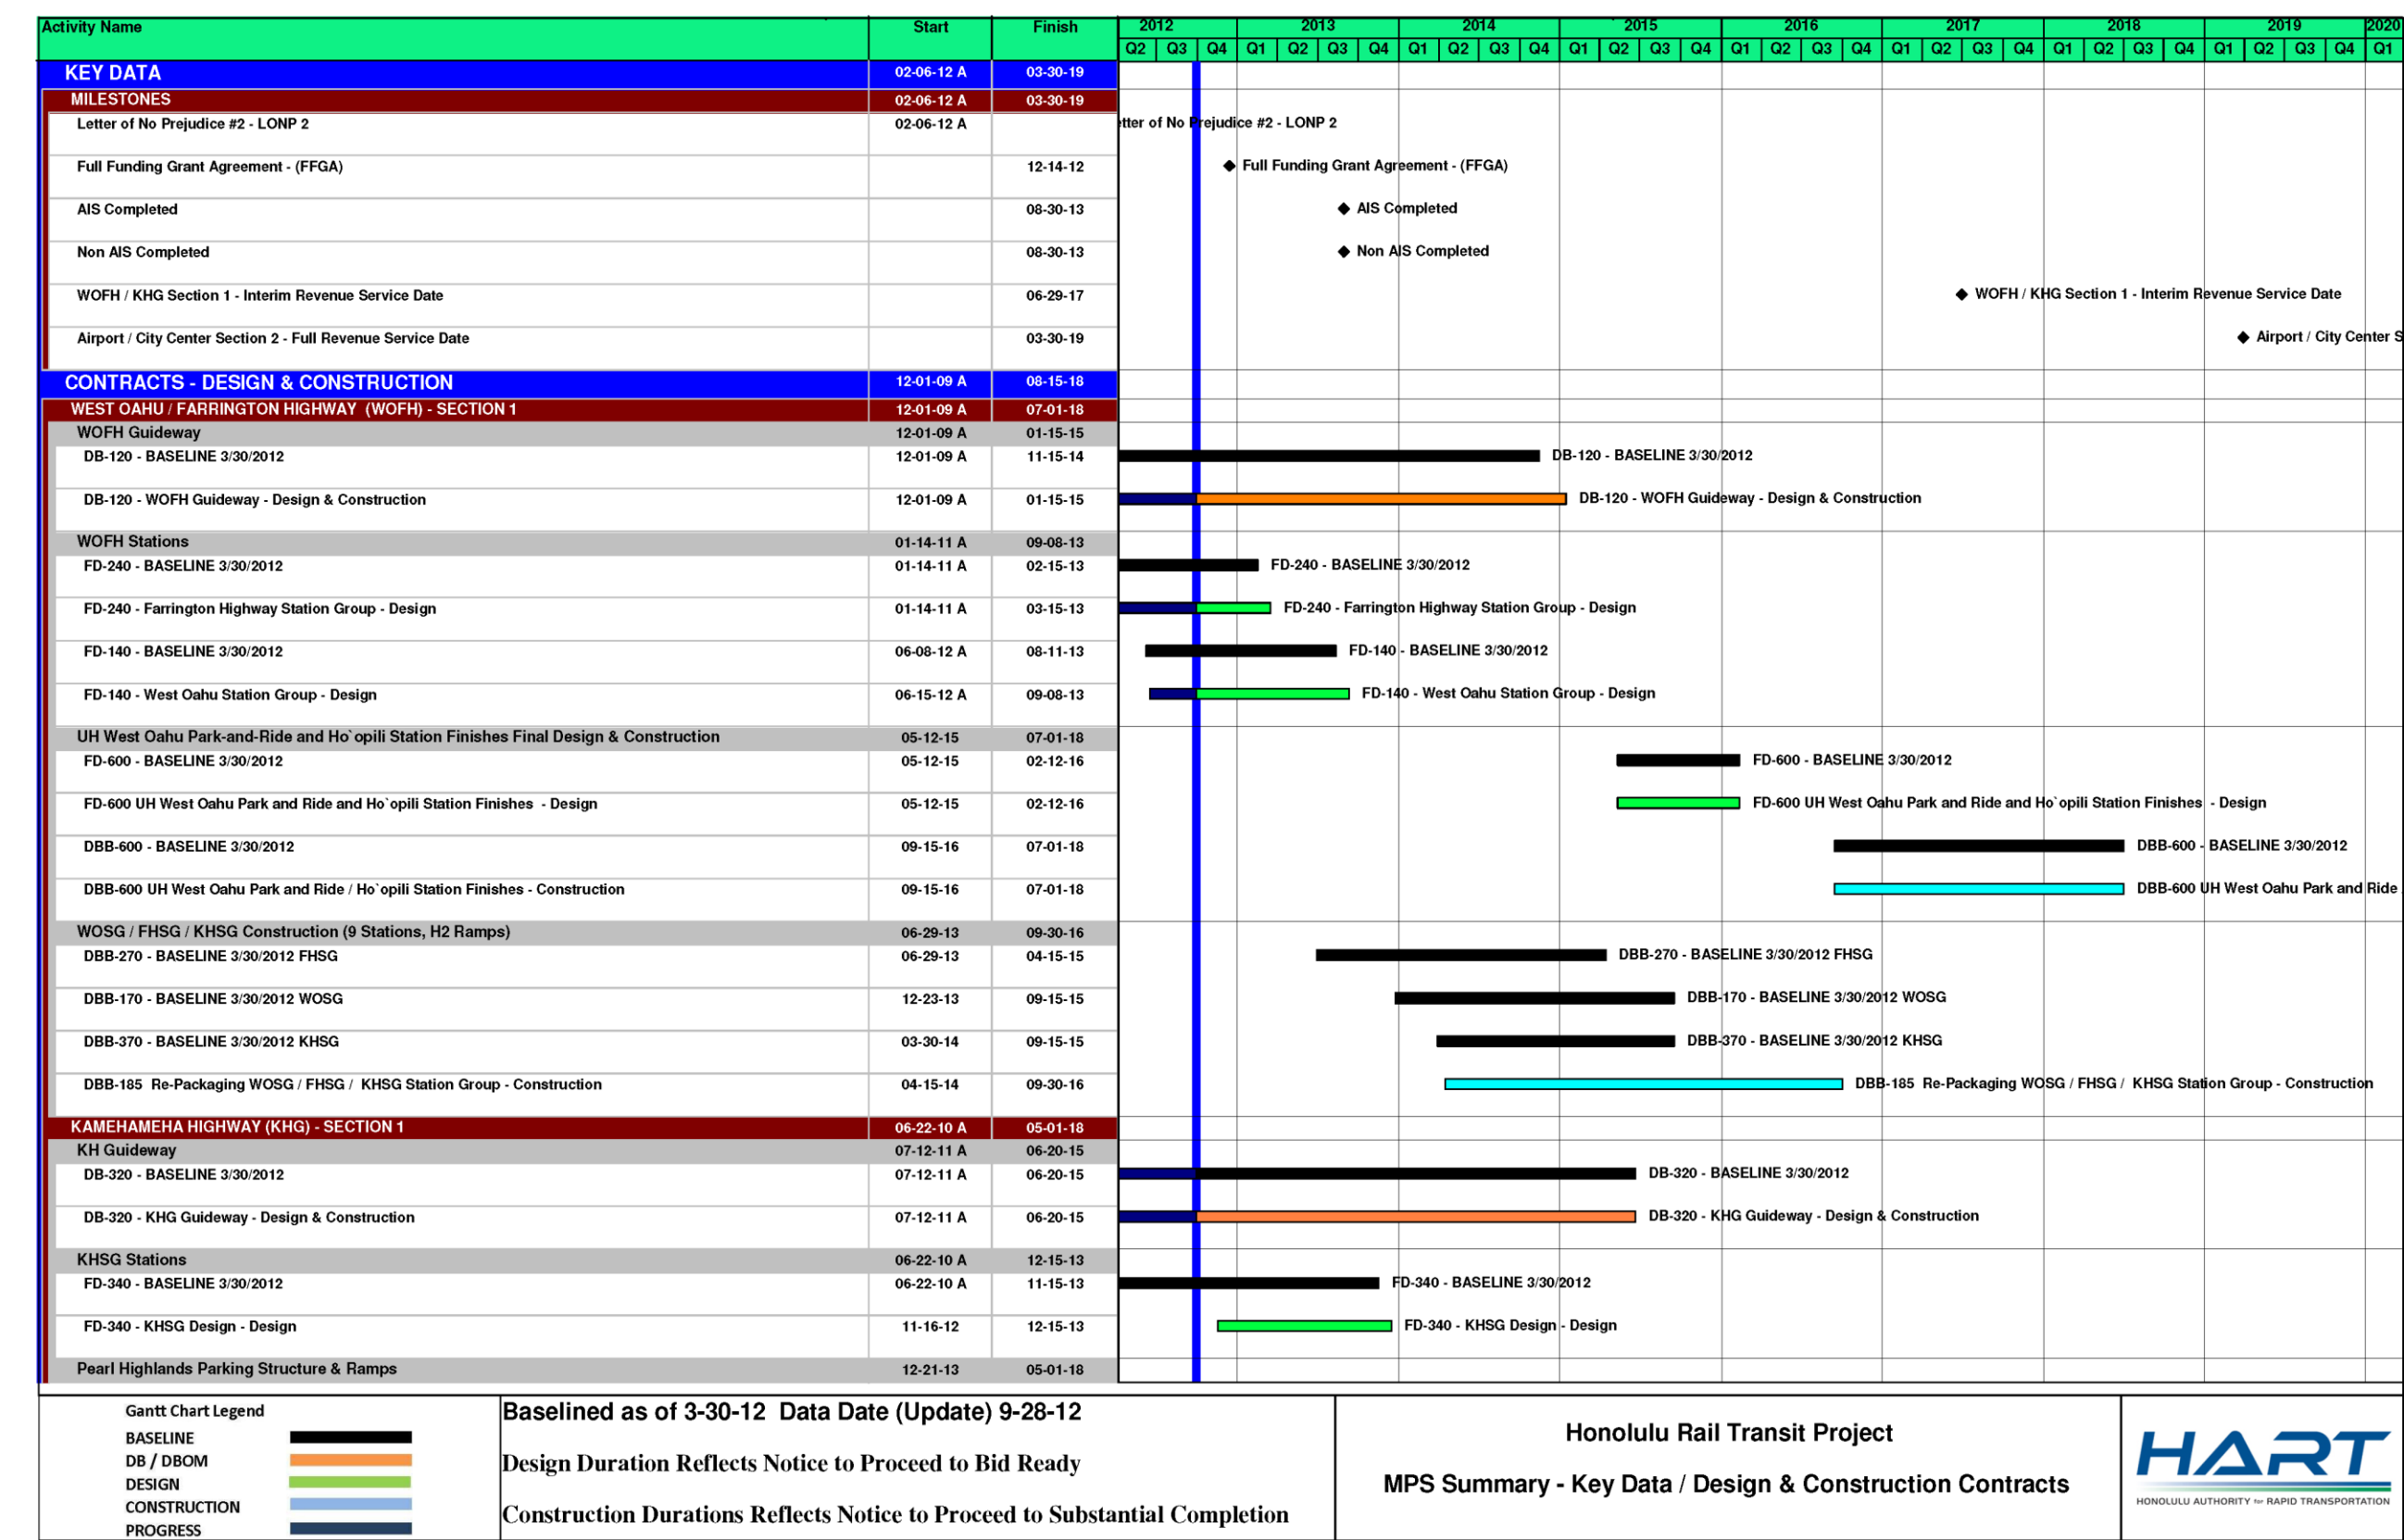 Activity Name Start Finish 2012 2013 2014 2015 2016 2017 2018 2019 2020
Q2 Q3 Q4 Q1 Q2 Q3 Q4 Q1 Q2 Q3 Q4 Q1 Q2 Q3 Q4 Q1 Q2 Q3 Q4 Q1 Q2 Q3 Q4 Q1 Q2 Q3 Q4 Q1 Q2 Q3 Q4 Q1
KEY DATA 02-06-12 A 03-30-19
MILESTONES 02-06-12 A 03-30-19
Letter of No Prejudice #2 - LONP 2 02-06-12 A etter of No Prejudice #2 - LONP 2
Full Funding Grant Agreement - (FFGA) 12-14-12 Full Funding Grant Agreement - (FFGA)
AIS Completed 08-30-13 AIS Completed
Non AIS Completed 08-30-13 Non AIS Completed
WOFH / KHG Section 1 - Interim Revenue Service Date 06-29-17 WOFH / KHG Section 1 - Interim Revenue Service Date
Airport / City Center Section 2 - Full Revenue Service Date 03-30-19 Airport / City Center S
CONTRACTS - DESIGN & CONSTRUCTION 12-01-09 A 08-15-18
WEST OAHU / FARRINGTON HIGHWAY (WOFH) - SECTION 1 12-01-09 A 07-01-18
WOFH Guideway 12-01-09 A 01-15-15
DB-120 - BASELINE 3/30/2012 12-01-09 A 11-15-14 DB-120 - BASELINE 3/30/2012
DB-120 - WOFH Guideway - Design & Construction 12-01-09 A 01-15-15 DB-120 - WOFH Guideway - Design & Construction
WOFH Stations 01-14-11 A 09-08-13
FD-240 - BASELINE 3/30/2012 01-14-11 A 02-15-13 FD-240 - BASELINE 3/30/2012
FD-240 - Farrington Highway Station Group - Design 01-14-11 A 03-15-13 FD-240 - Farrington Highway Station Group - Design
FD-140 - BASELINE 3/30/2012 06-08-12 A 08-11-13 FD-140 - BASELINE 3/30/2012
FD-140 - West Oahu Station Group - Design 06-15-12 A 09-08-13 FD-140 - West Oahu Station Group - Design
UH West Oahu Park-and-Ride and Ho`opili Station Finishes Final Design & Construction 05-12-15 07-01-18
FD-600 - BASELINE 3/30/2012 05-12-15 02-12-16 FD-600 - BASELINE 3/30/2012
FD-600 UH West Oahu Park and Ride and Ho`opili Station Finishes - Design 05-12-15 02-12-16 FD-600 UH West Oahu Park and Ride and Ho`opili Station Finishes - Design
DBB-600 - BASELINE 3/30/2012 09-15-16 07-01-18 DBB-600 - BASELINE 3/30/2012
DBB-600 UH West Oahu Park and Ride / Ho`opili Station Finishes - Construction 09-15-16 07-01-18 DBB-600 UH West Oahu Park and Ride
WOSG / FHSG / KHSG Construction (9 Stations, H2 Ramps) 06-29-13 09-30-16
DBB-270 - BASELINE 3/30/2012 FHSG 06-29-13 04-15-15 DBB-270 - BASELINE 3/30/2012 FHSG
DBB-170 - BASELINE 3/30/2012 WOSG 12-23-13 09-15-15 DBB-170 - BASELINE 3/30/2012 WOSG
DBB-370 - BASELINE 3/30/2012 KHSG 03-30-14 09-15-15 DBB-370 - BASELINE 3/30/2012 KHSG
DBB-185 Re-Packaging WOSG / FHSG / KHSG Station Group - Construction 04-15-14 09-30-16 DBB-185 Re-Packaging WOSG / FHSG / KHSG Station Group - Construction
KAMEHAMEHA HIGHWAY (KHG) - SECTION 1 06-22-10 A 05-01-18
KH Guideway 07-12-11 A 06-20-15
DB-320 - BASELINE 3/30/2012 07-12-11 A 06-20-15 DB-320 - BASELINE 3/30/2012
DB-320 - KHG Guideway - Design & Construction 07-12-11 A 06-20-15 DB-320 - KHG Guideway - Design & Construction
KHSG Stations 06-22-10 A 12-15-13
FD-340 - BASELINE 3/30/2012 06-22-10 A 11-15-13 FD-340 - BASELINE 3/30/2012
FD-340 - KHSG Design - Design 11-16-12 12-15-13 FD-340 - KHSG Design - Design
Pearl Highlands Parking Structure & Ramps 12-21-13 05-01-18
Gantt Chart Legend
BASELINE
DB / DBOM
DESIGN
CONSTRUCTION
PROGRESS
Baselined as of 3-30-12 Data Date (Update) 9-28-12
Design Duration Reflects Notice to Proceed to Bid Ready
Construction Durations Reflects Notice to Proceed to Substantial Completion
Honolulu Rail Transit Project
MPS Summary - Key Data / Design & Construction Contracts
HART
HONOLULU AUTHORITY for RAPID TRANSPORTATION